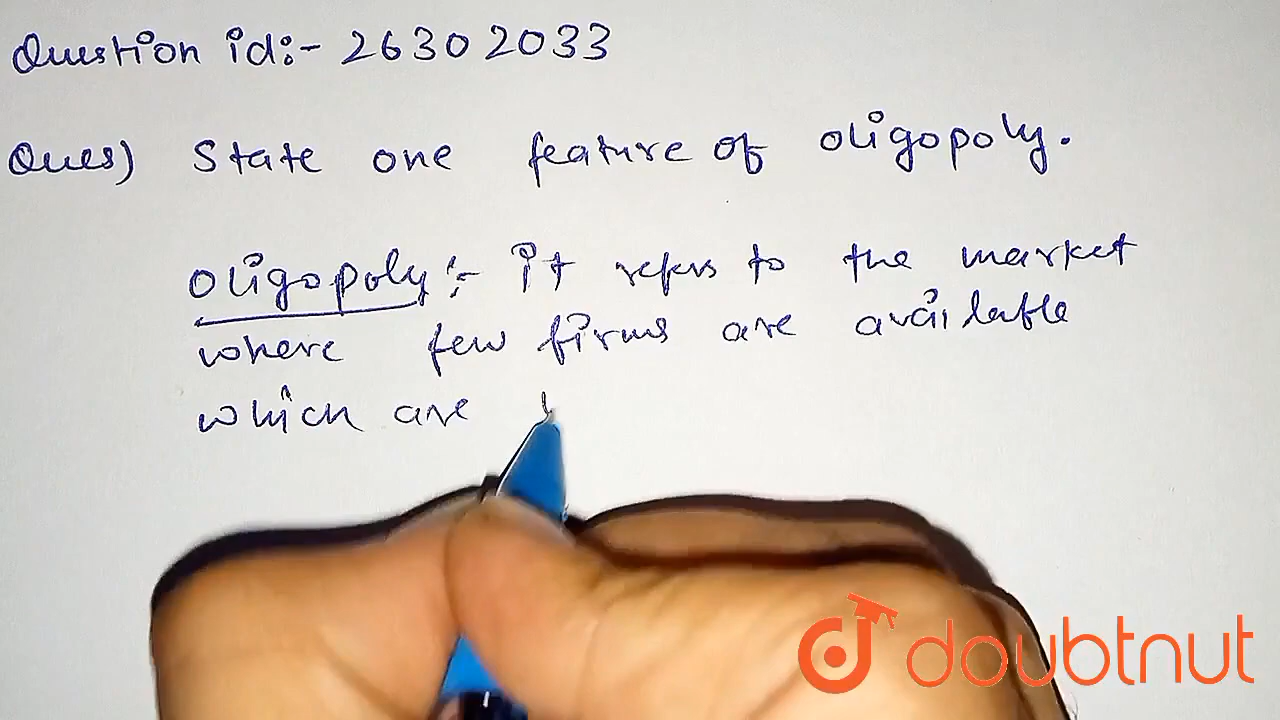 Question id:- 26302033
Ques) State one feature of oligopoly.
oligopoly:- it refers to the market
where few firms are available
which are
doubtnut